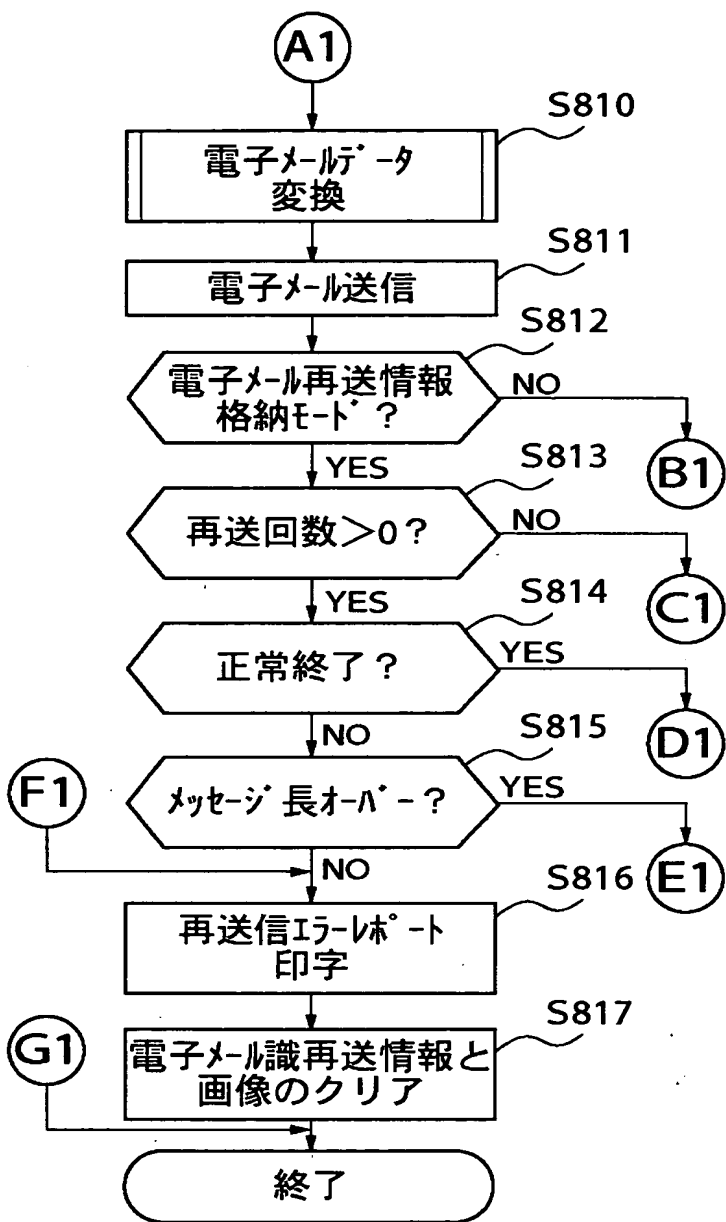 A1
S810
電子ﾒｰﾙﾃﾞｰﾀ
変換
S811
電子ﾒｰﾙ送信
S812
電子ﾒｰﾙ再送情報
格納ﾓｰﾄﾞ？
NO
B1
YES
S813
再送回数＞0？
NO
C1
YES
S814
正常終了？
YES
D1
NO
S815
ﾒｯｾｰｼﾞ長ｵｰﾊﾞｰ？
YES
E1
F1
NO
S816
再送信ｴﾗｰﾚﾎﾟｰﾄ
印字
S817
G1
電子ﾒｰﾙ識再送情報と
画像のクリア
終了